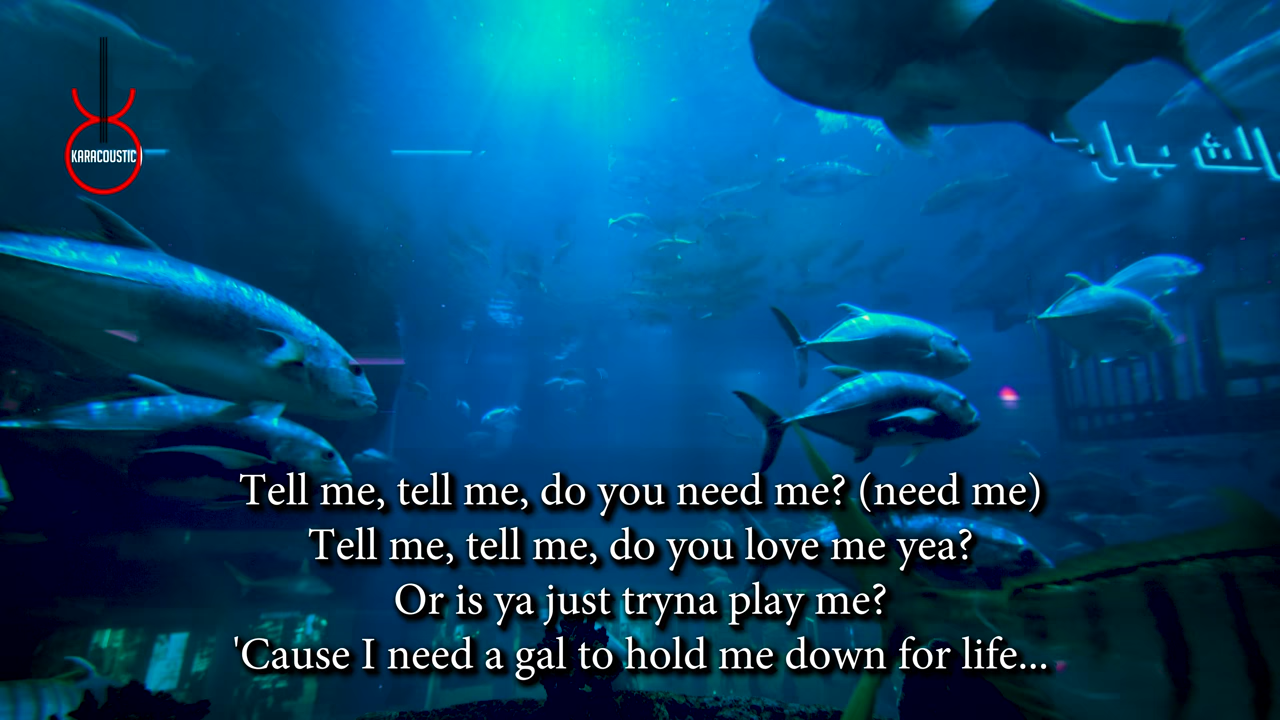 KARACOUSTIC
Tell me, tell me, do you need me? (need me)
Tell me, tell me, do you love me yea?
Or is ya just tryna play me?
'Cause I need a gal to hold me down for life...